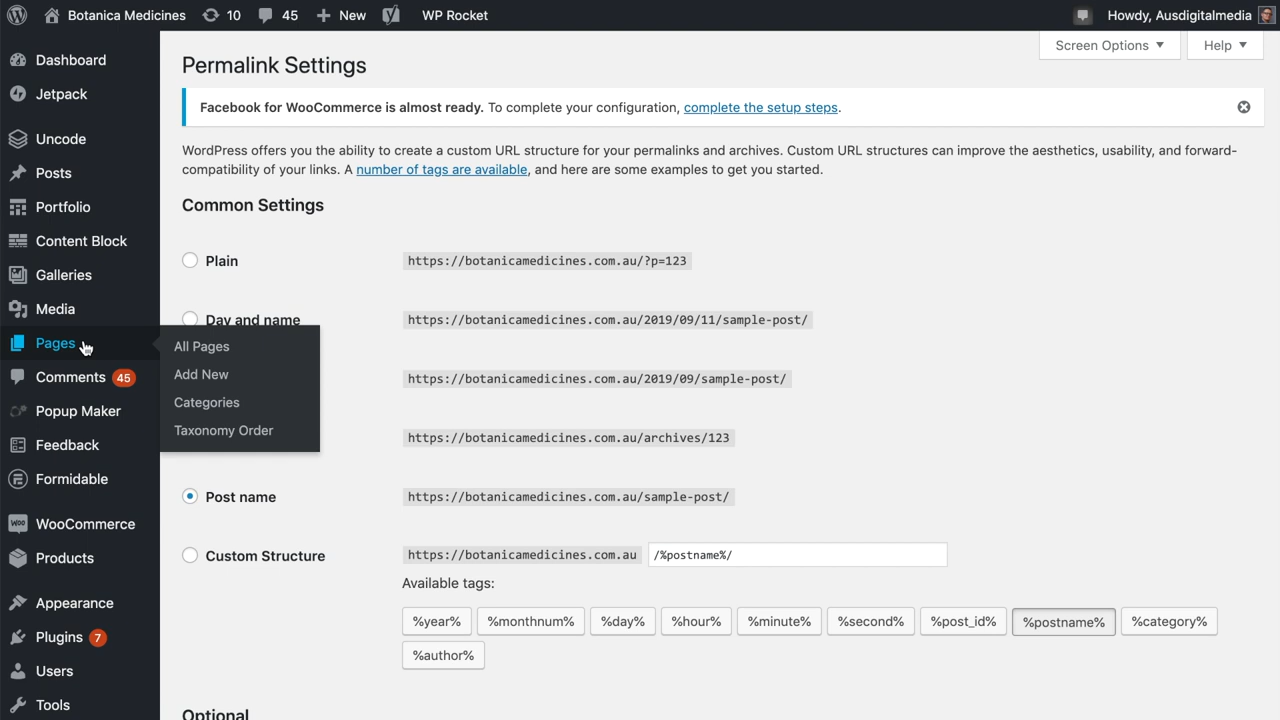 Botanica Medicines 10 45 New WP Rocket Howdy, Ausdigitalmedia
Screen Options Help
Dashboard
Jetpack
Uncode
Posts
Portfolio
Content Block
Galleries
Media
Pages
Comments 45
Popup Maker
Feedback
Formidable
WooCommerce
Products
Appearance
Plugins 7
Users
Tools
All Pages
Add New
Categories
Taxonomy Order
Permalink Settings
Facebook for WooCommerce is almost ready. To complete your configuration, complete the setup steps.
WordPress offers you the ability to create a custom URL structure for your permalinks and archives. Custom URL structures can improve the aesthetics, usability, and forward-
compatibility of your links. A number of tags are available, and here are some examples to get you started.
Common Settings
Plain https://botanicamedicines.com.au/?p=123
Day and name https://botanicamedicines.com.au/2019/09/11/sample-post/
https://botanicamedicines.com.au/2019/09/sample-post/
https://botanicamedicines.com.au/archives/123
Post name https://botanicamedicines.com.au/sample-post/
Custom Structure https://botanicamedicines.com.au /%postname%/
Available tags:
%year% %monthnum% %day% %hour% %minute% %second% %post_id% %postname% %category%
%author%
Optional